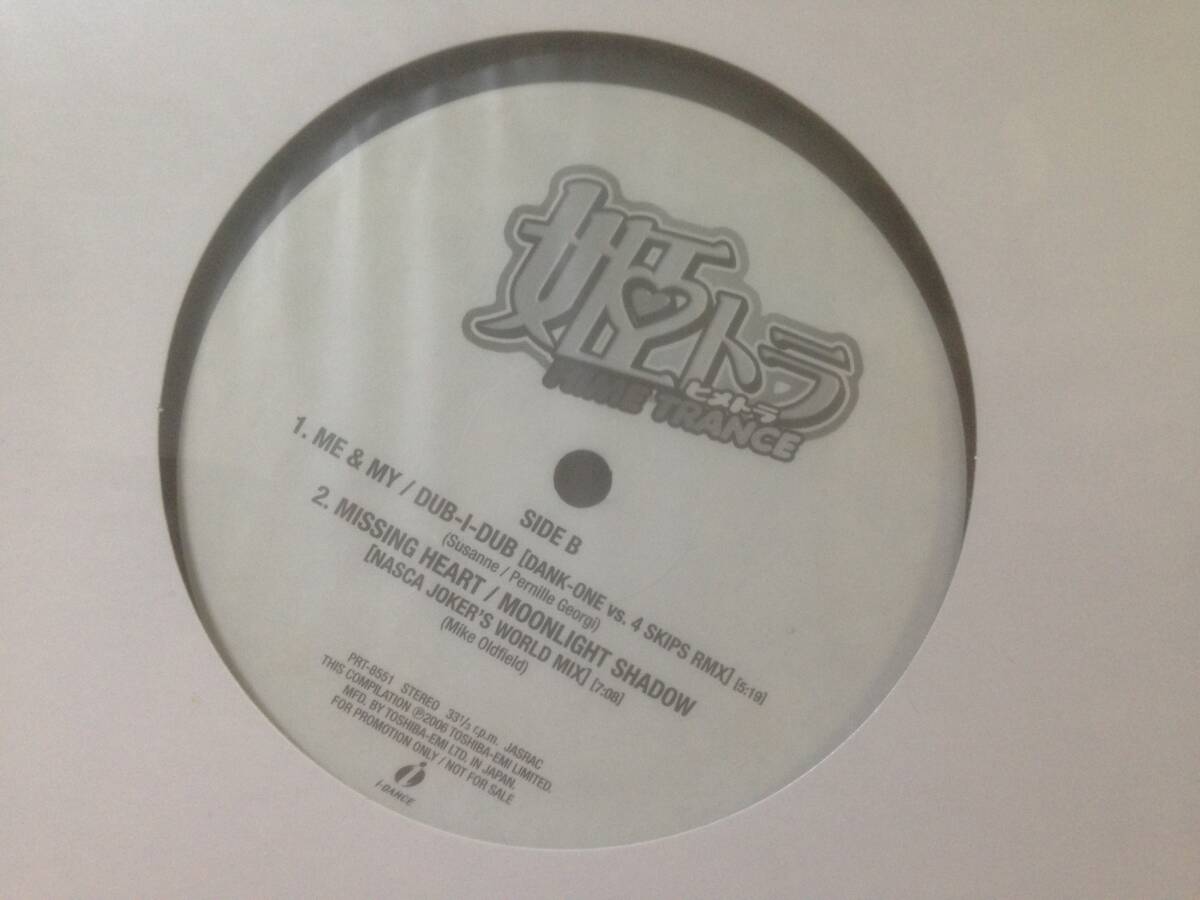 姫トラ
ヒメトラ
HIME TRANCE
SIDE B
1. ME & MY / DUB-I-DUB [DANK-ONE vs. 4 SKIPS RMX] [5:19]
(Susanne / Pernille Georgi)
2. MISSING HEART / MOONLIGHT SHADOW
[NASCA JOKER'S WORLD MIX] [7:08]
(Mike Oldfield)
PRT-8551 STEREO 33 1/3 r.p.m. JASRAC
THIS COMPILATION ℗2006 TOSHIBA-EMI LIMITED.
MFD. BY TOSHIBA-EMI LTD. IN JAPAN.
FOR PROMOTION ONLY / NOT FOR SALE
i-DANCE